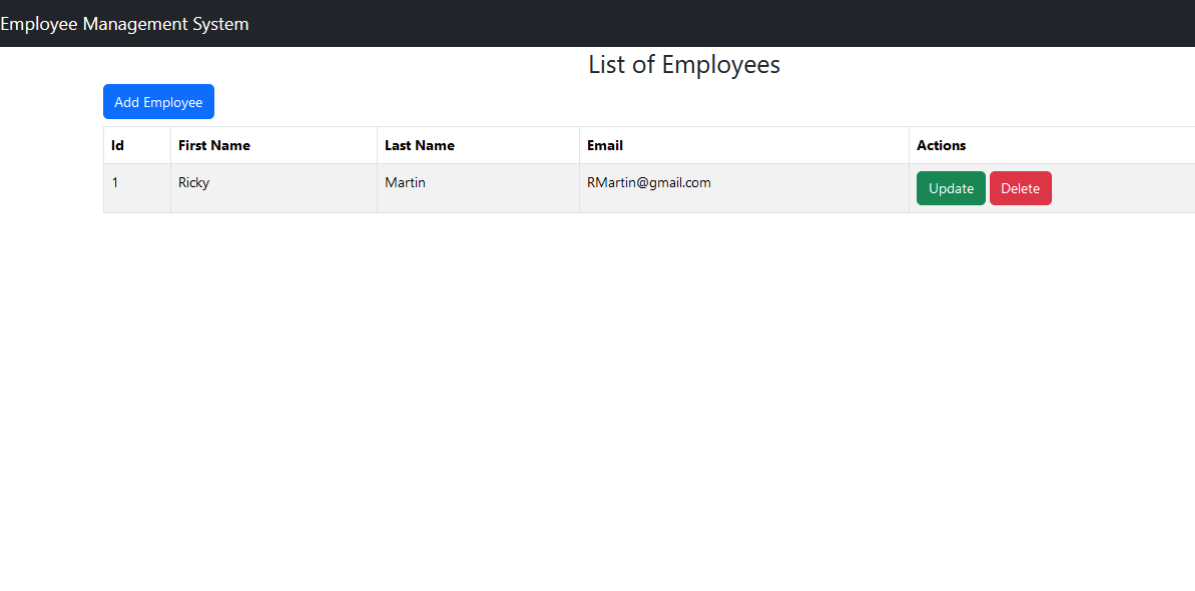 Employee Management System
List of Employees
Add Employee
Id First Name Last Name Email Actions
1 Ricky Martin RMartin@gmail.com Update Delete